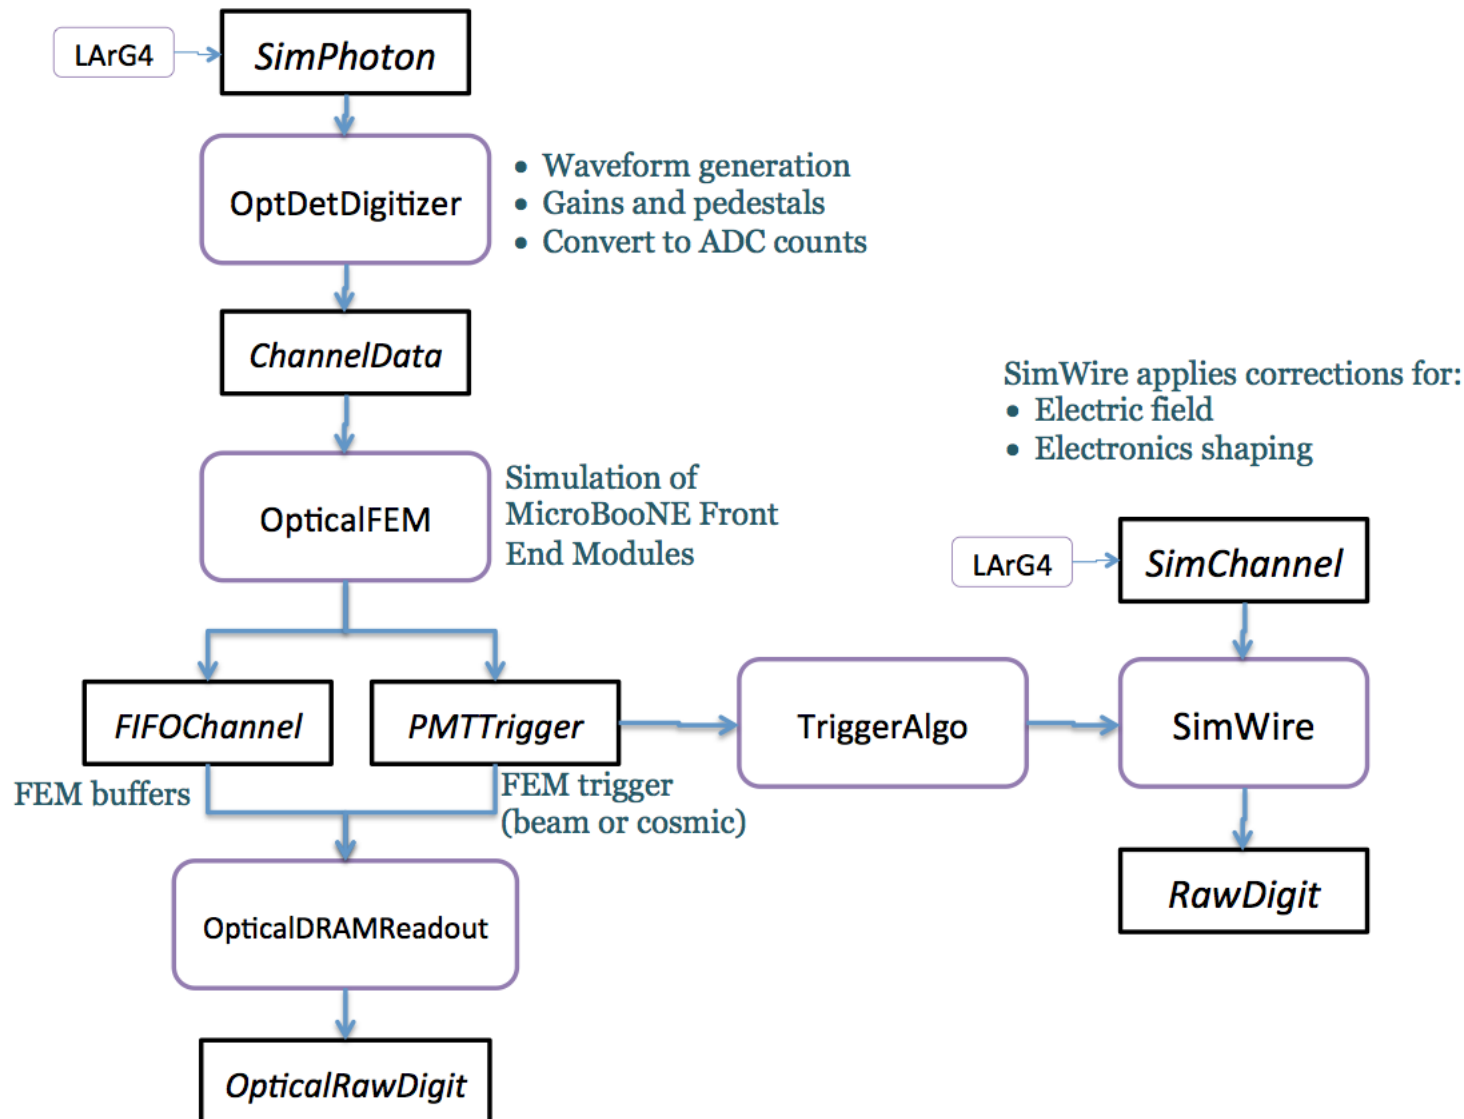 LArG4
SimPhoton
OptDetDigitizer
• Waveform generation
• Gains and pedestals
• Convert to ADC counts
ChannelData
SimWire applies corrections for:
• Electric field
• Electronics shaping
OpticalFEM
Simulation of
MicroBooNE Front
End Modules
LArG4
SimChannel
FIFOChannel
PMTTrigger
TriggerAlgo
SimWire
FEM buffers
FEM trigger
(beam or cosmic)
OpticalDRAMReadout
RawDigit
OpticalRawDigit